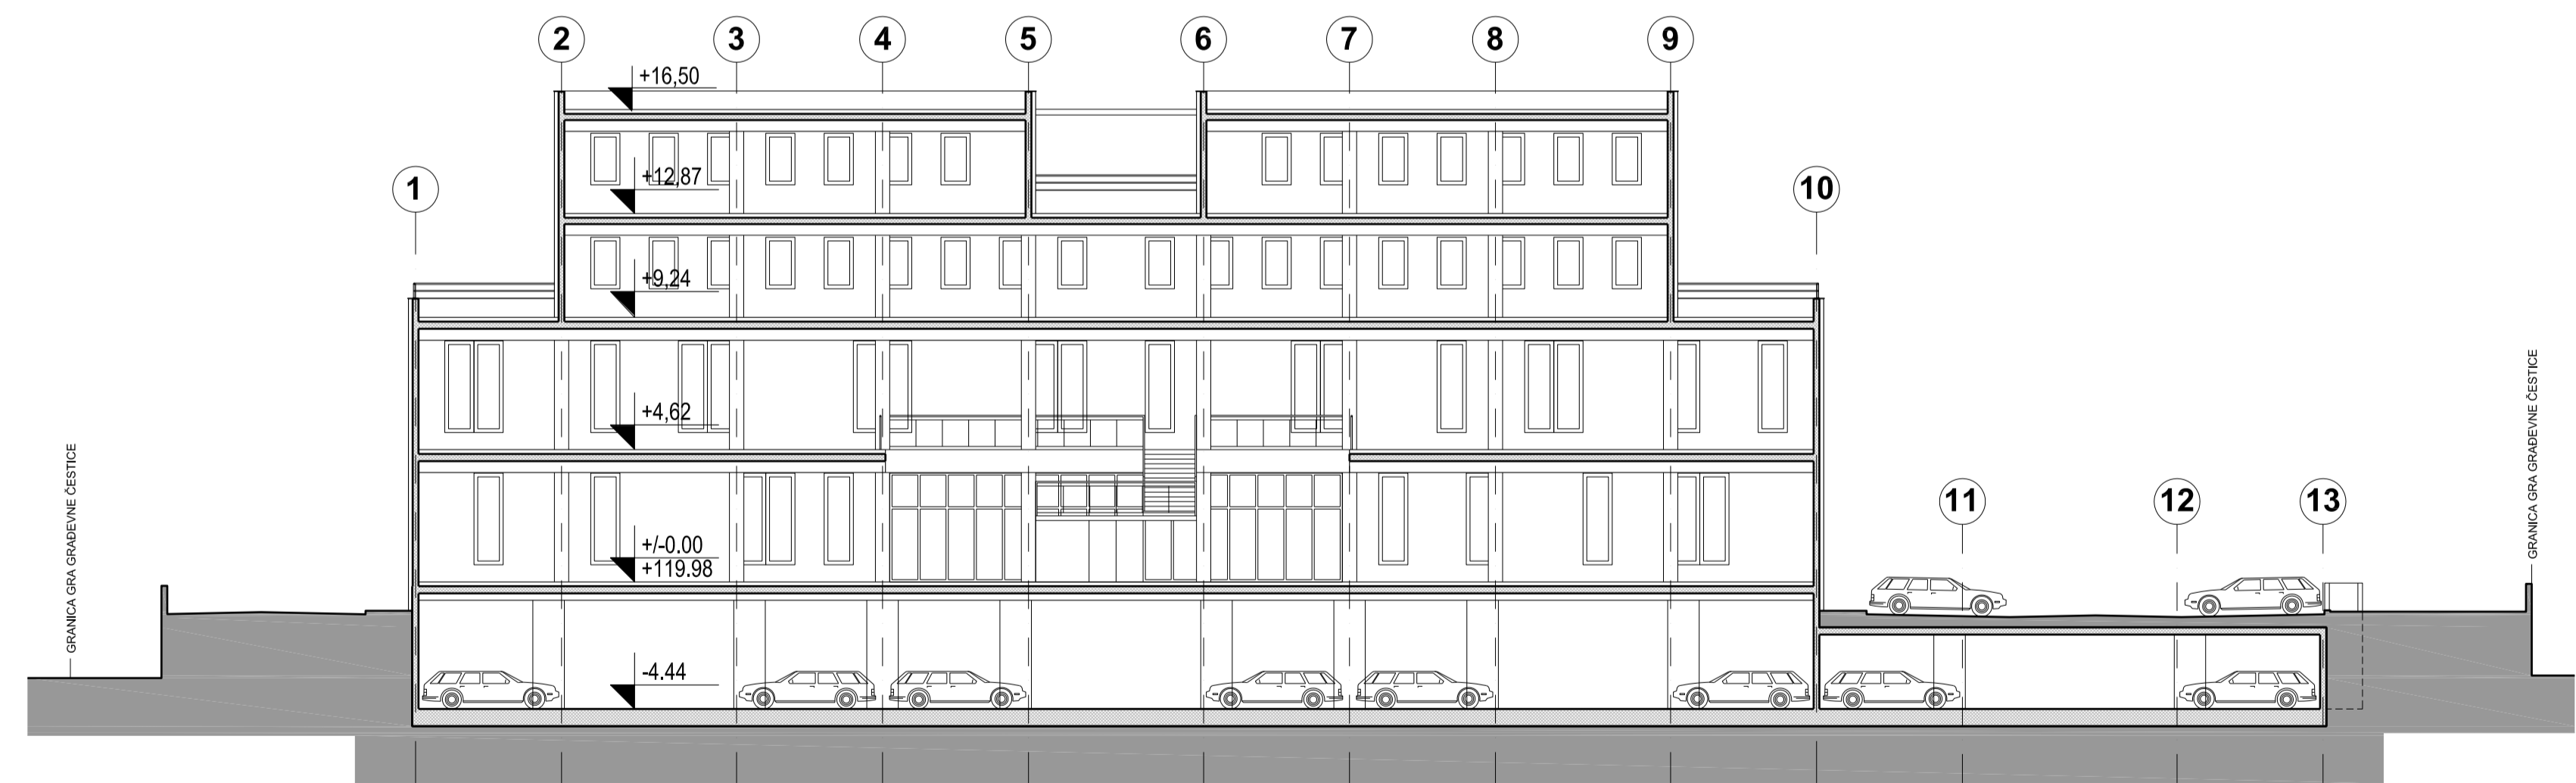 2 3 4 5 6 7 8 9
+16,50
+12,87
1
10
+9,24
+4,62
11 12 13
+/-0.00
+119.98
-4.44
GRANICA GRA GRAĐEVNE ČESTICE
GRANICA GRA GRAĐEVNE ČESTICE